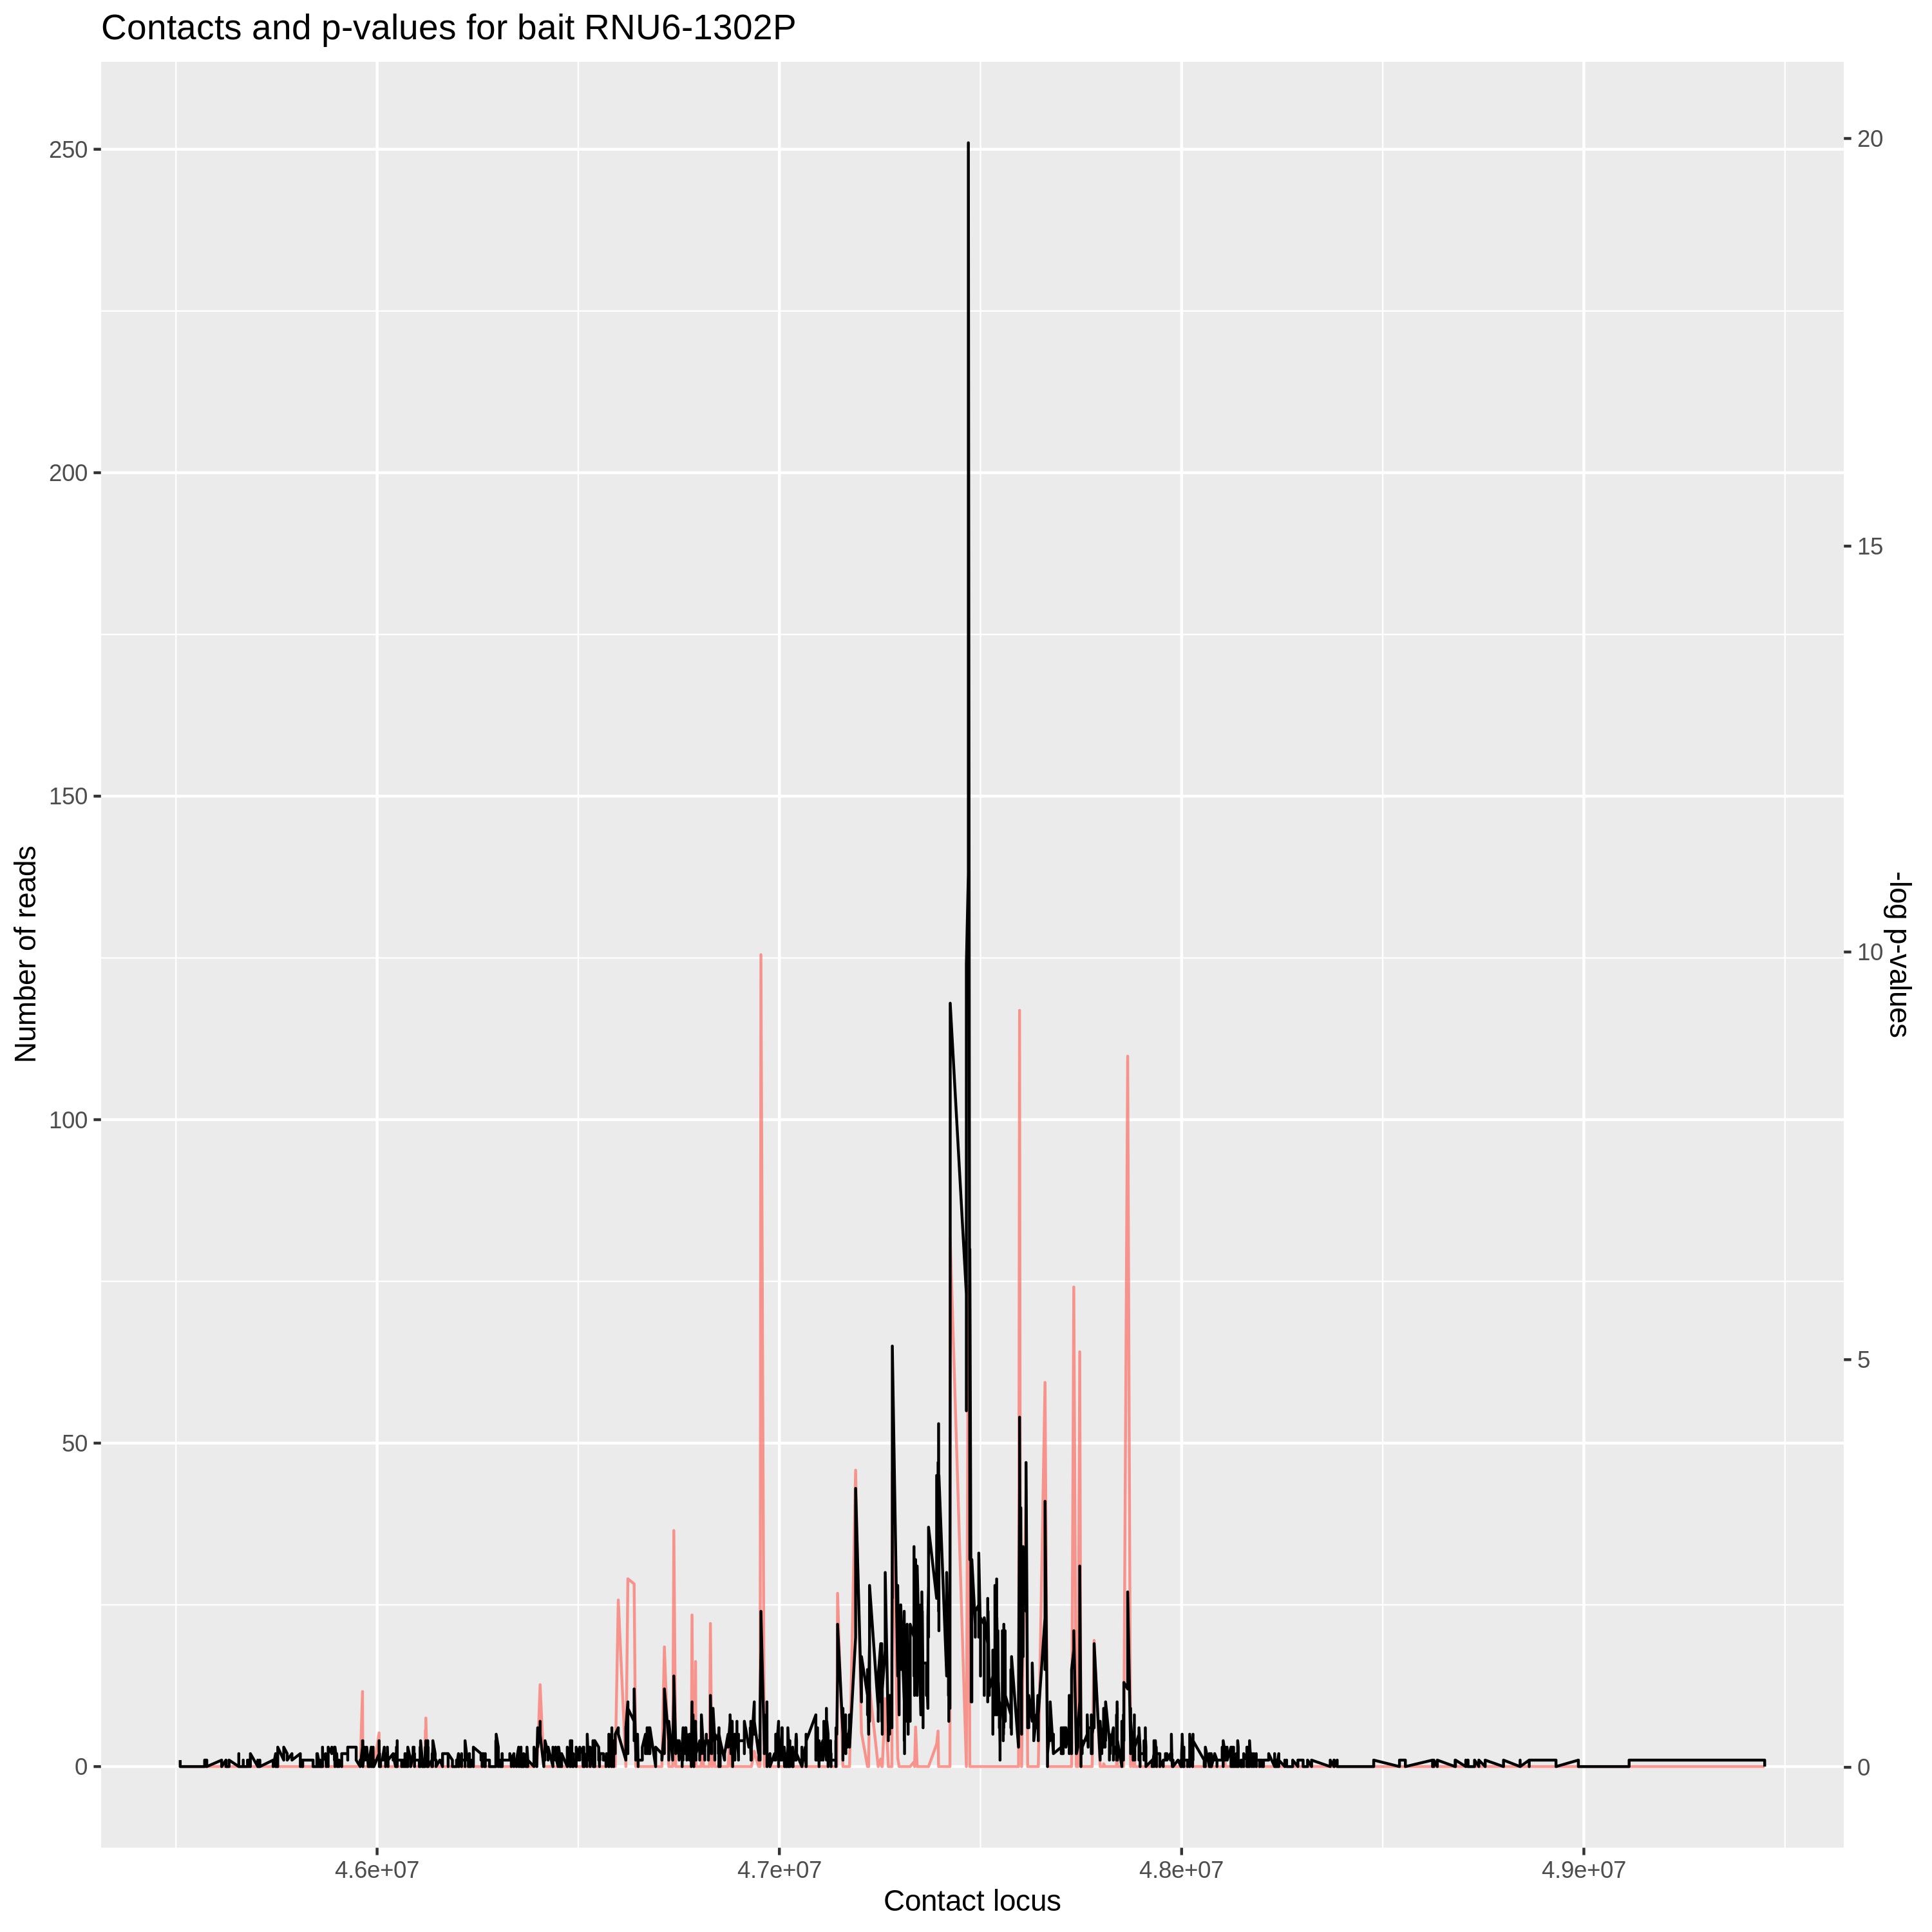 Contacts and p-values for bait RNU6-1302P
250
200
150
100
50
0
Number of reads
20
15
10
5
0
-log p-values
4.6e+07
4.7e+07
4.8e+07
4.9e+07
Contact locus